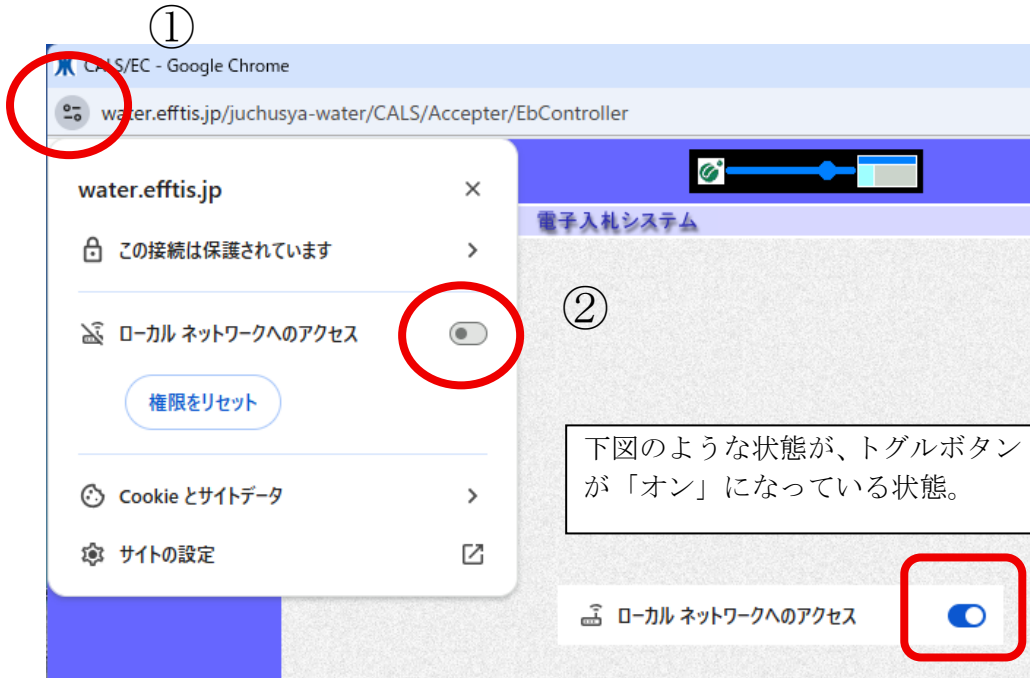 ①
CALS/EC - Google Chrome
water.efftis.jp/juchusya-water/CALS/Accepter/EbController
water.efftis.jp
電子入札システム
この接続は保護されています
②
ローカル ネットワークへのアクセス
権限をリセット
下図のような状態が、トグルボタン
が「オン」になっている状態。
Cookie とサイトデータ
サイトの設定
ローカル ネットワークへのアクセス